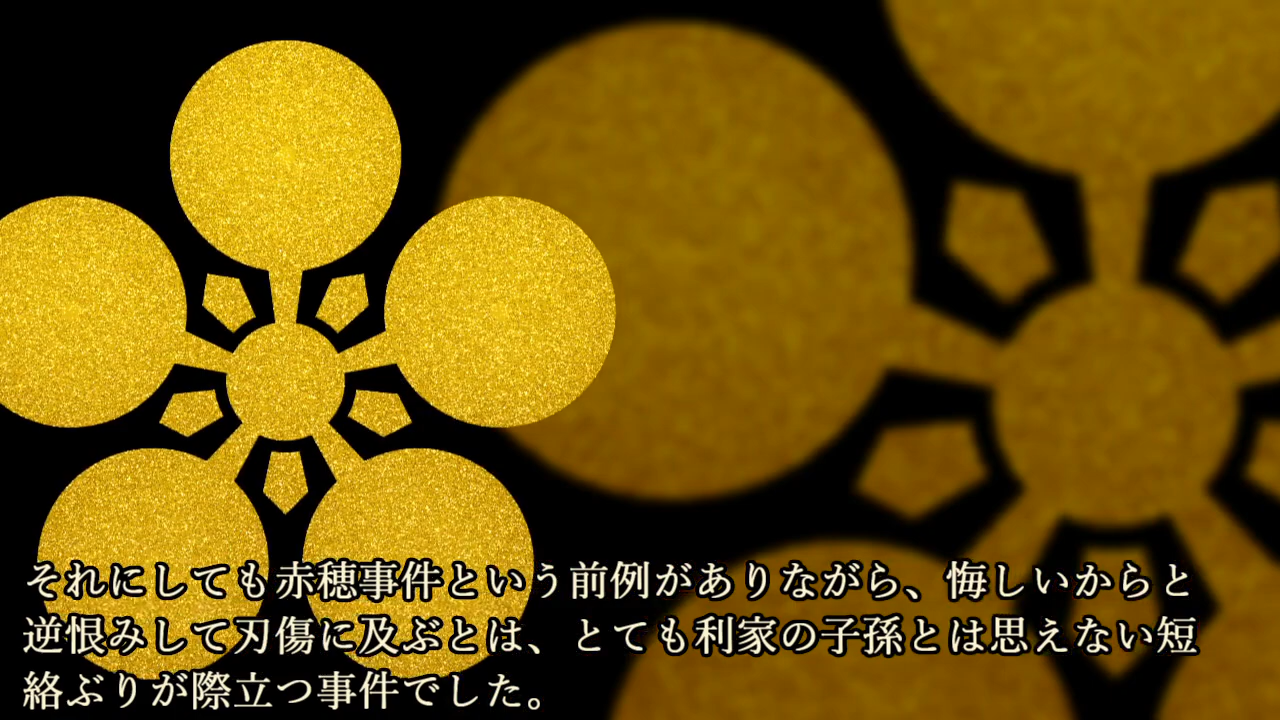 それにしても赤穂事件という前例がありながら、悔しいからと
逆恨みして刃傷に及ぶとは、とても利家の子孫とは思えない短
絡ぶりが際立つ事件でした。